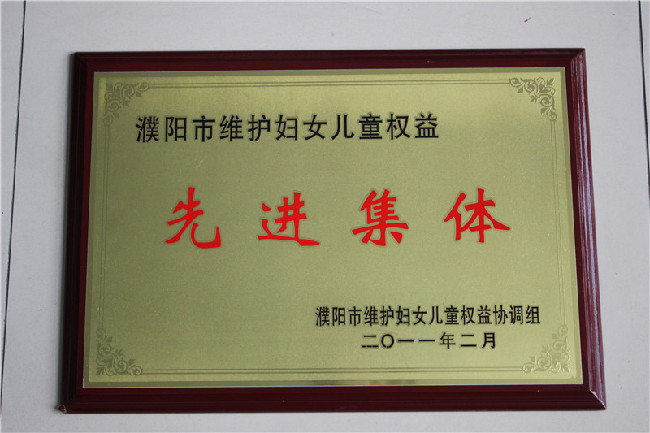 濮阳市维护妇女儿童权益
先进集体
濮阳市维护妇女儿童权益协调组
二〇一一年二月